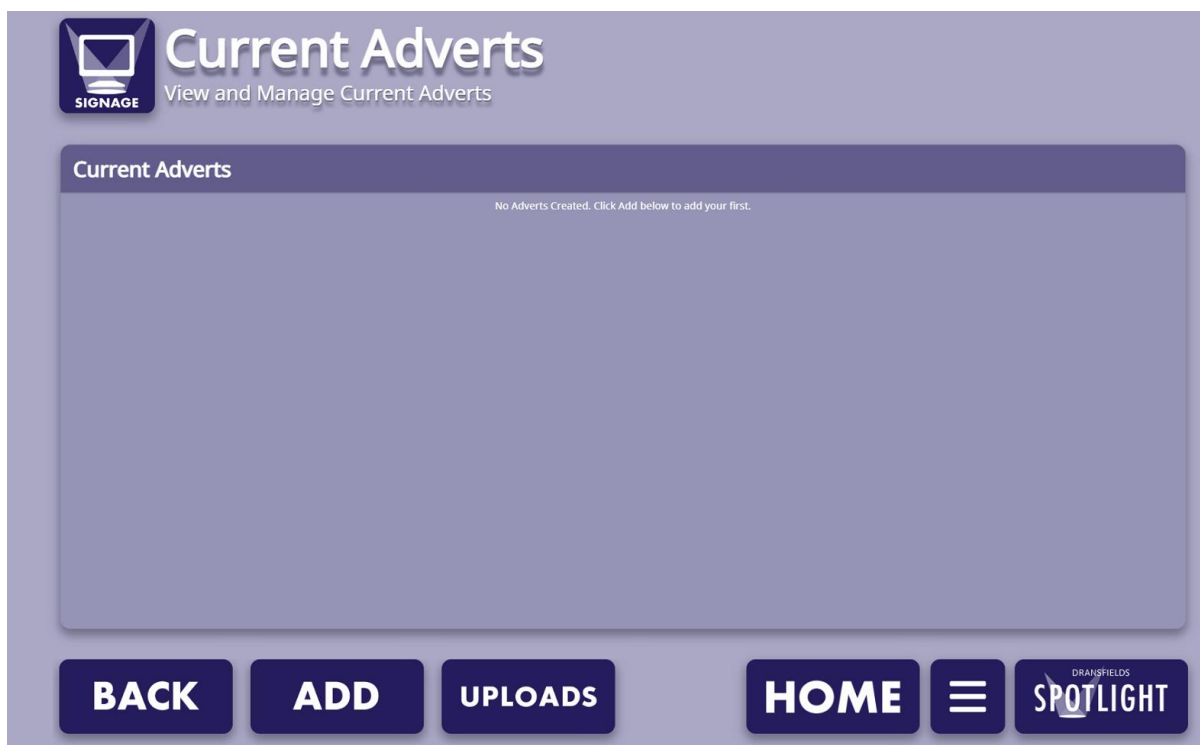 SIGNAGE
Current Adverts
View and Manage Current Adverts
Current Adverts
No Adverts Created. Click Add below to add your first.
BACK
ADD
UPLOADS
HOME
DRANSFIELDS
SPOTLIGHT